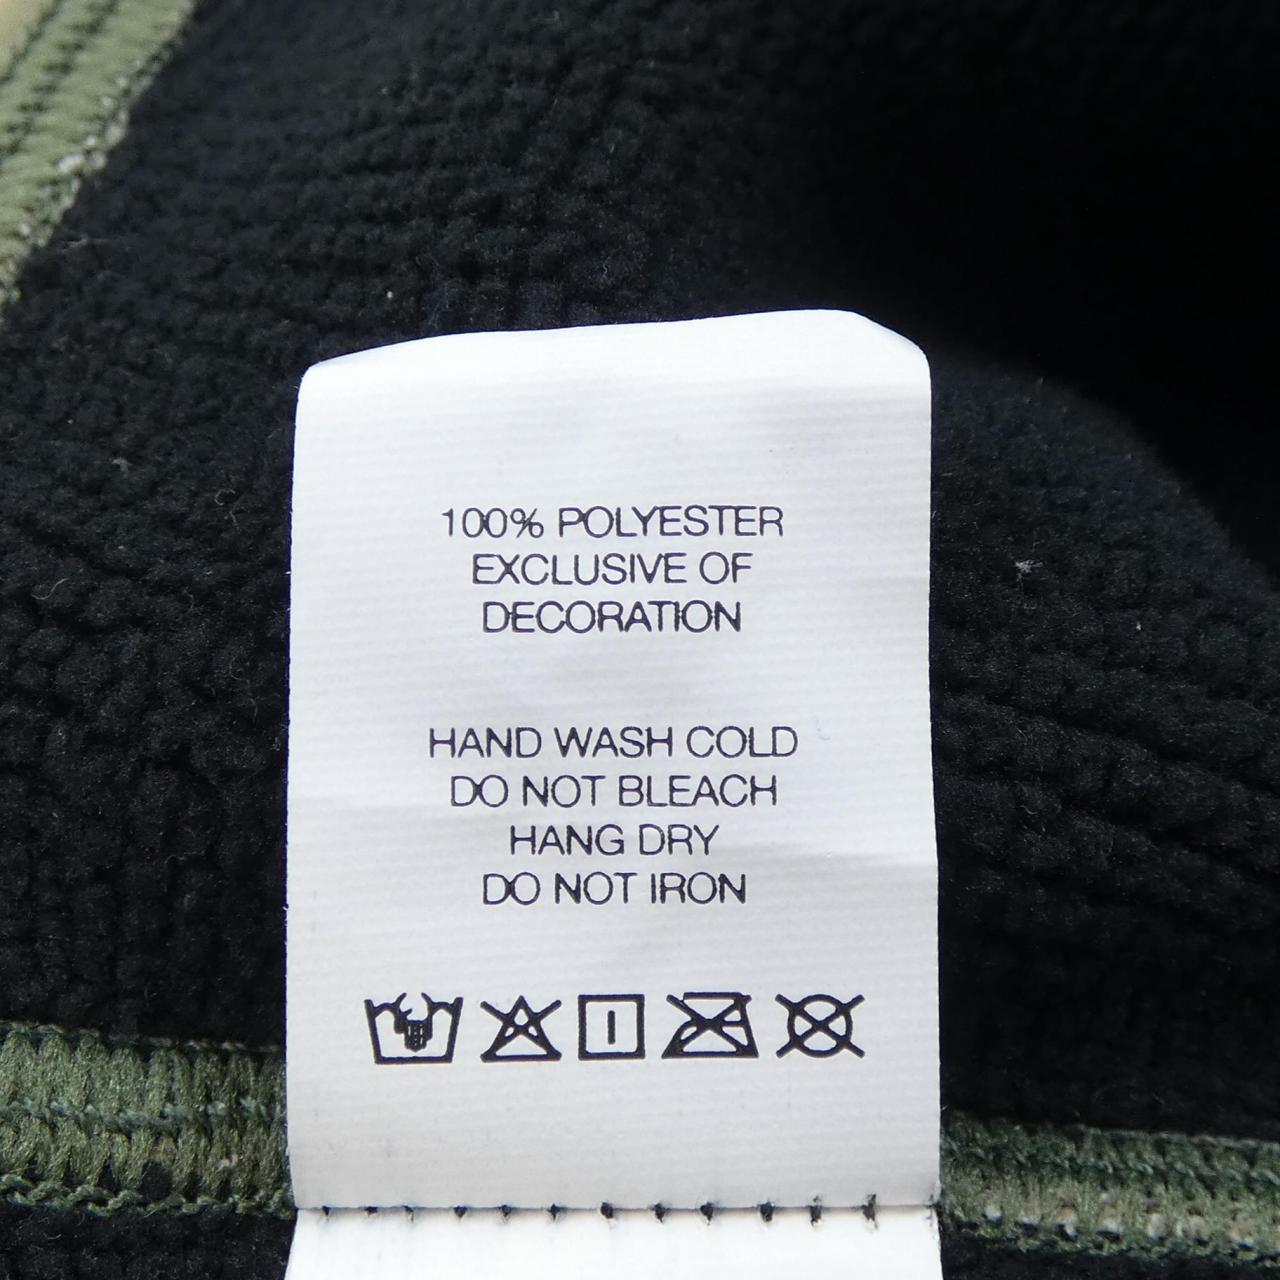 100% POLYESTER
EXCLUSIVE OF
DECORATION
HAND WASH COLD
DO NOT BLEACH
HANG DRY
DO NOT IRON